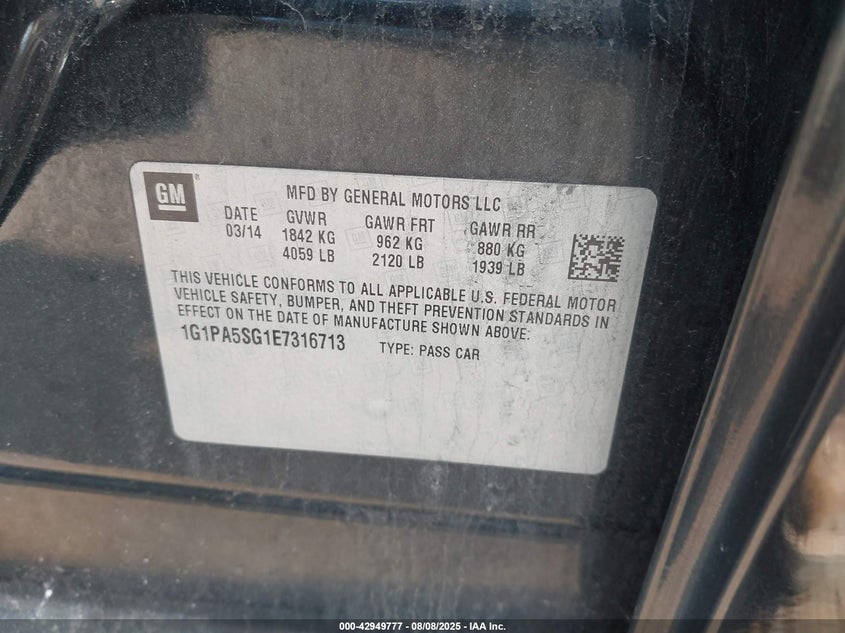 GM
MFD BY GENERAL MOTORS LLC
DATE GVWR GAWR FRT GAWR RR
03/14 1842 KG 962 KG 880 KG
4059 LB 2120 LB 1939 LB
THIS VEHICLE CONFORMS TO ALL APPLICABLE U.S. FEDERAL MOTOR
VEHICLE SAFETY, BUMPER, AND THEFT PREVENTION STANDARDS IN
EFFECT ON THE DATE OF MANUFACTURE SHOWN ABOVE:
1G1PA5SG1E7316713 TYPE: PASS CAR
000-42949777 - 08/08/2025 - IAA Inc.